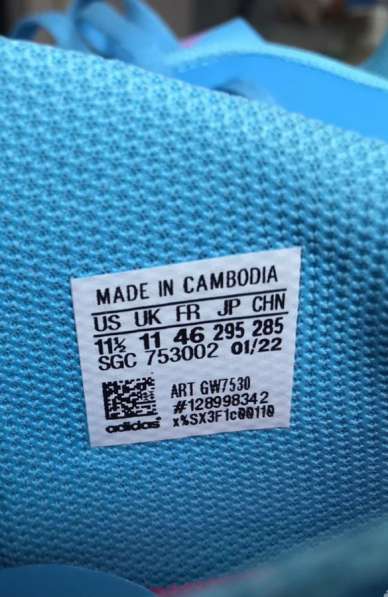 MADE IN CAMBODIA
US UK FR JP CHN
11½ 11 46 295 285
SGC 753002 01/22
ART GW7530
#128998342
adidas x%SX3F1c00110